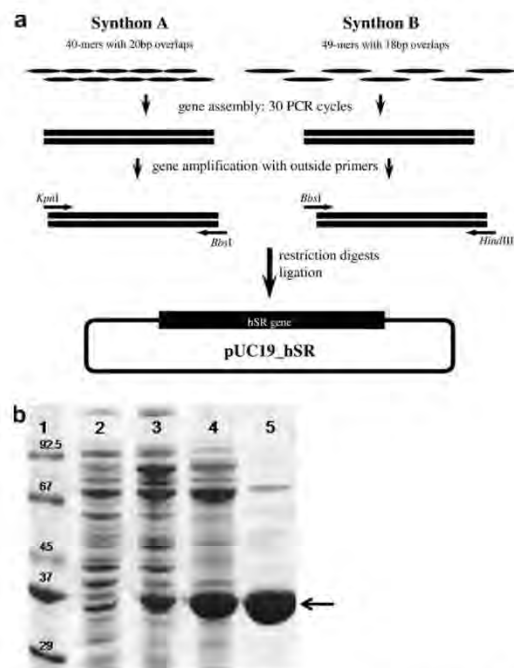 a
Synthon A
Synthon B
40-mers with 20bp overlaps
49-mers with 18bp overlaps
gene assembly: 30 PCR cycles
gene amplification with outside primers
KpnI
BbsI
BbsI
HindIII
restriction digests
ligation
hSR gene
pUC19_hSR
b
1 2 3 4 5
92.5
67
45
37
29